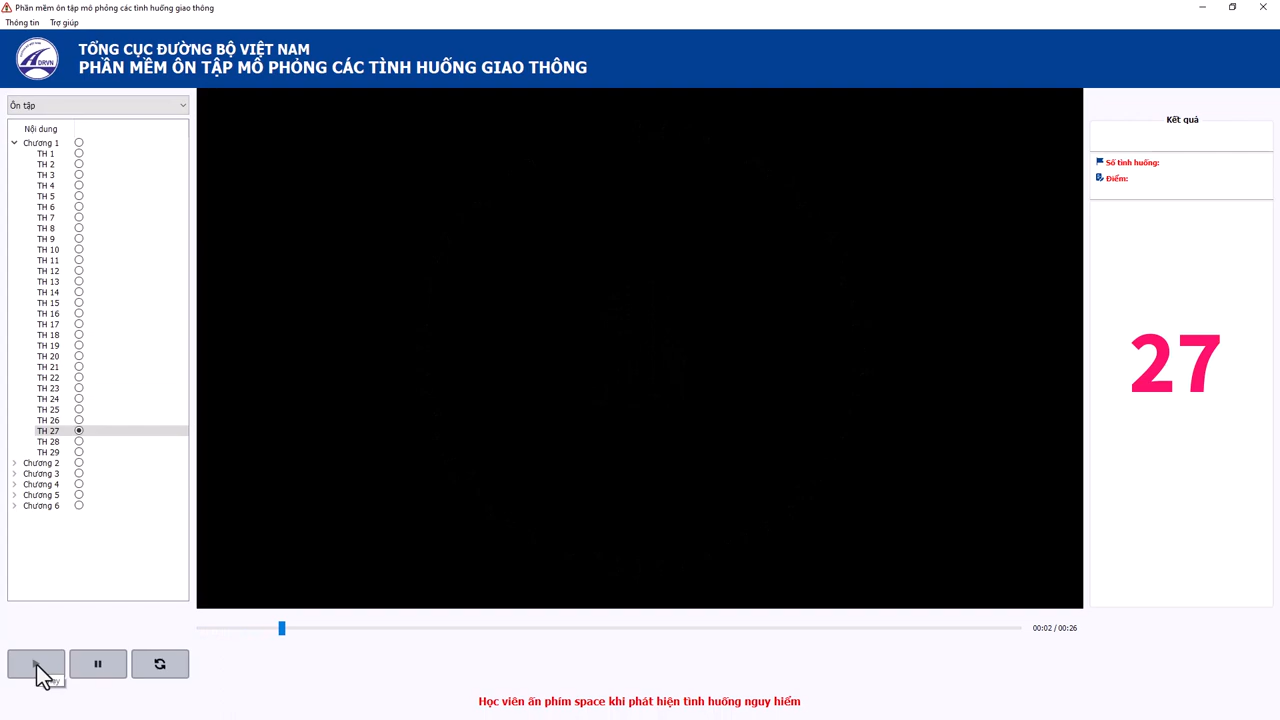 Phần mềm ôn tập mô phỏng các tình huống giao thông
Thông tin Trợ giúp
DRVN
TỔNG CỤC ĐƯỜNG BỘ VIỆT NAM
PHẦN MỀM ÔN TẬP MÔ PHỎNG CÁC TÌNH HUỐNG GIAO THÔNG
Ôn tập
Nội dung
Chương 1
TH 1
TH 2
TH 3
TH 4
TH 5
TH 6
TH 7
TH 8
TH 9
TH 10
TH 11
TH 12
TH 13
TH 14
TH 15
TH 16
TH 17
TH 18
TH 19
TH 20
TH 21
TH 22
TH 23
TH 24
TH 25
TH 26
TH 27
TH 28
TH 29
Chương 2
Chương 3
Chương 4
Chương 5
Chương 6
Kết quả
Số tình huống:
Điểm:
27
00:02 / 00:26
Học viên ấn phím space khi phát hiện tình huống nguy hiểm